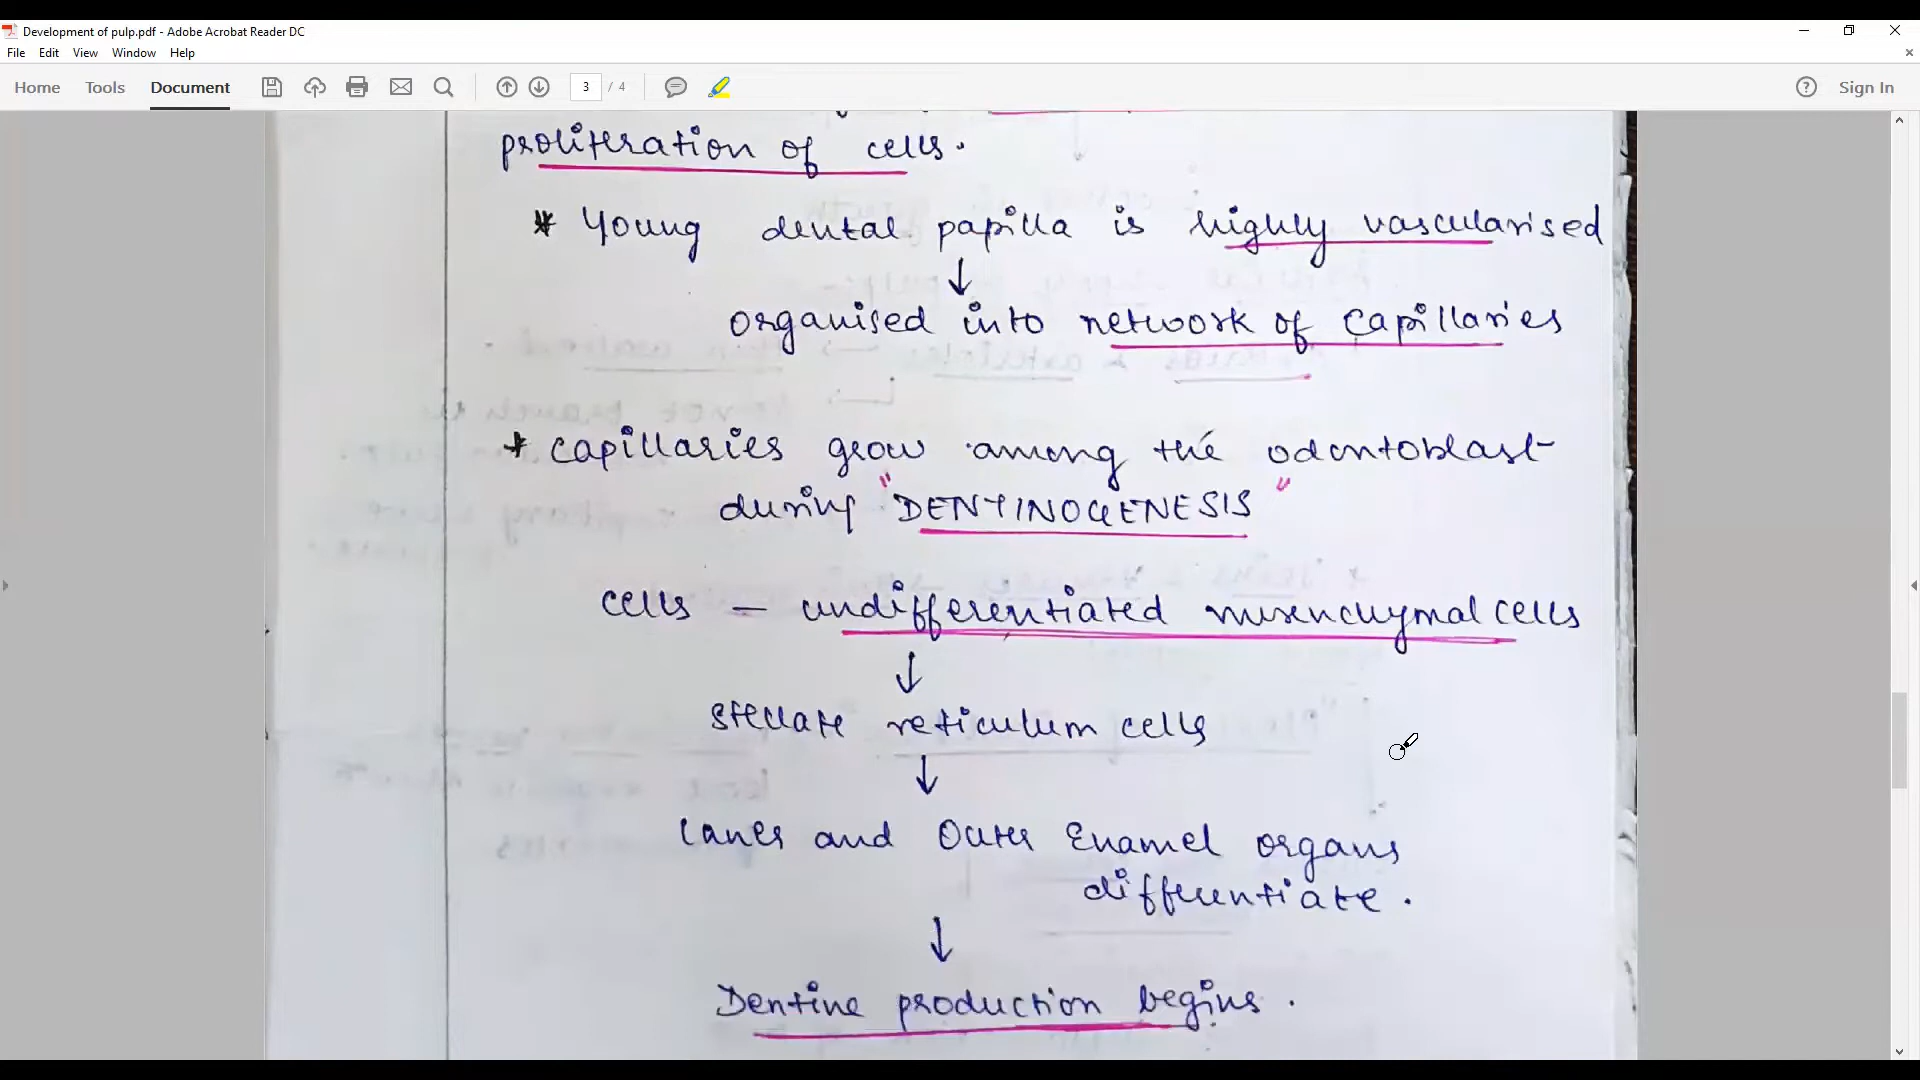 Development of pulp.pdf - Adobe Acrobat Reader DC
File Edit View Window Help
Home Tools Document 3 / 4 Sign In
proliferation of cells.
* Young dental papilla is highly vascularised
↓
organised into network of capillaries
* capillaries grow among the odontoblast
during "DENTINOGENESIS"
cells – undifferentiated mesenchymal cells
↓
stellate reticulum cells
↓
and Outer Enamel organs
differentiate.
↓
Dentine production begins.